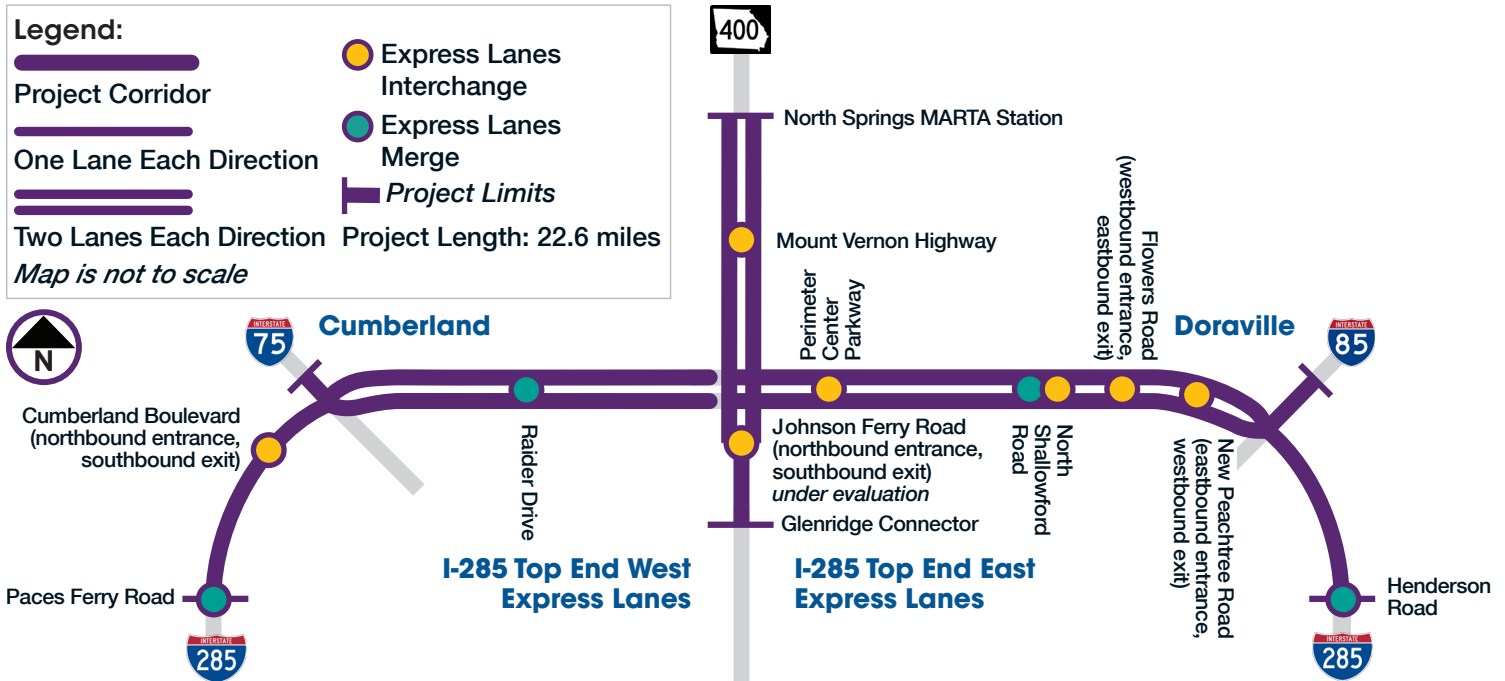 Legend:
Project Corridor
One Lane Each Direction
Two Lanes Each Direction
Map is not to scale
Express Lanes
Interchange
Express Lanes
Merge
Project Limits
Project Length: 22.6 miles
N
400
North Springs MARTA Station
Mount Vernon Highway
Perimeter
Center
Parkway
Flowers Road
(westbound entrance,
eastbound exit)
INTERSTATE
75
Cumberland
Doraville
INTERSTATE
85
Cumberland Boulevard
(northbound entrance,
southbound exit)
Raider Drive
Johnson Ferry Road
(northbound entrance,
southbound exit)
under evaluation
Glenridge Connector
North
Shallowford
Road
New Peachtree Road
(eastbound entrance,
westbound exit)
I-285 Top End West
Express Lanes
I-285 Top End East
Express Lanes
Paces Ferry Road
INTERSTATE
285
Henderson
Road
INTERSTATE
285